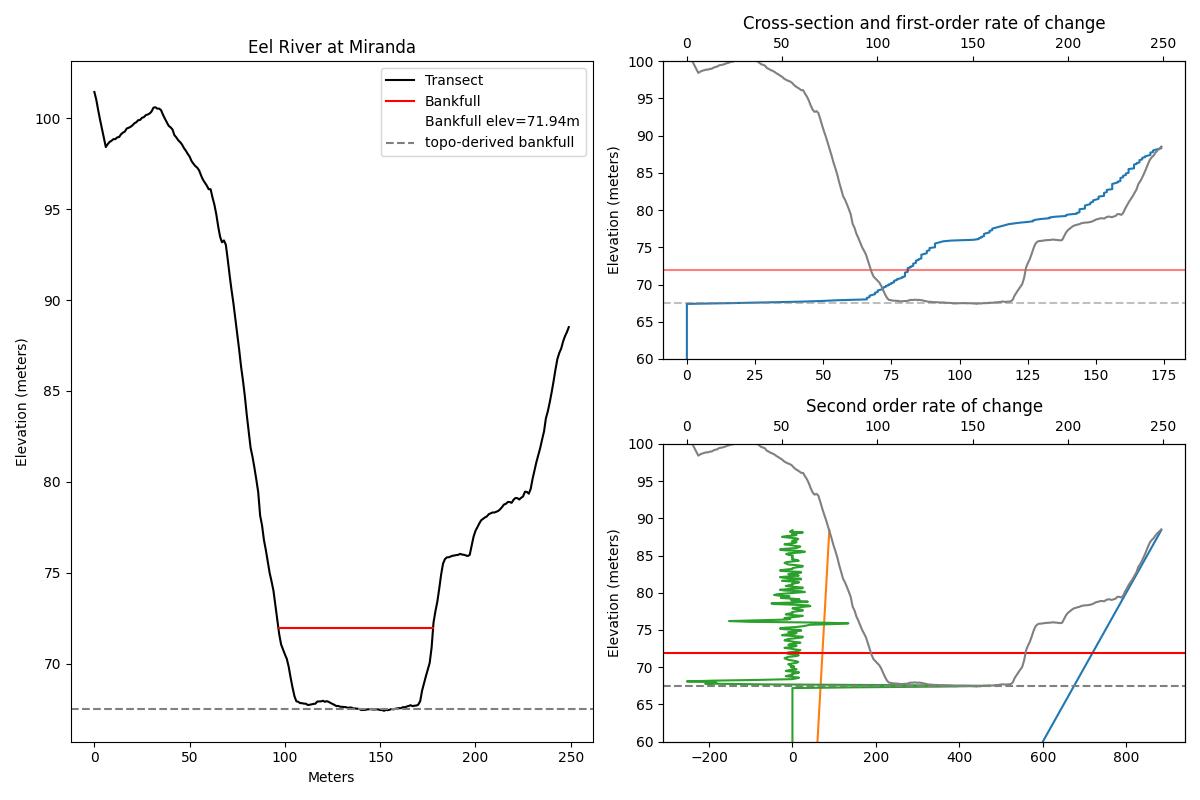 Eel River at Miranda
Transect
Bankfull
Bankfull elev=71.94m
topo-derived bankfull
100
95
90
85
80
75
70
Elevation (meters)
0 50 100 150 200 250
Meters
Cross-section and first-order rate of change
0 50 100 150 200 250
100
95
90
85
80
75
70
65
60
Elevation (meters)
0 25 50 75 100 125 150 175
Second order rate of change
0 50 100 150 200 250
100
95
90
85
80
75
70
65
60
Elevation (meters)
−200 0 200 400 600 800